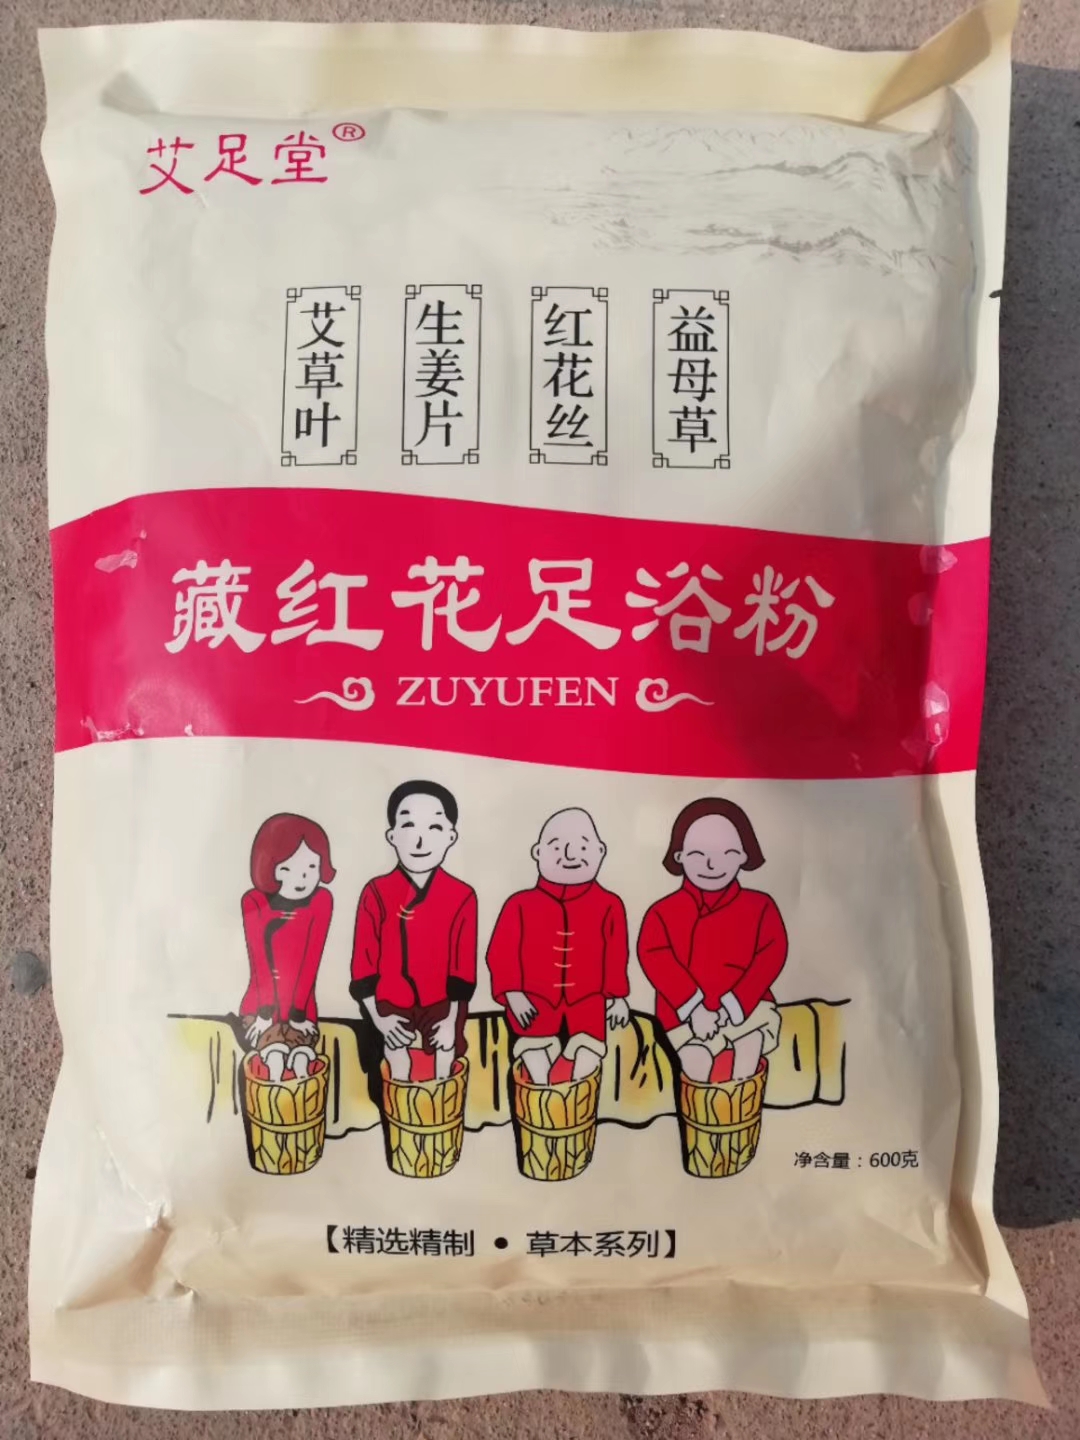 艾足堂®
艾草叶
生姜片
红花丝
益母草
藏红花足浴粉
ZUYUFEN
净含量：600克
【精选精制 • 草本系列】